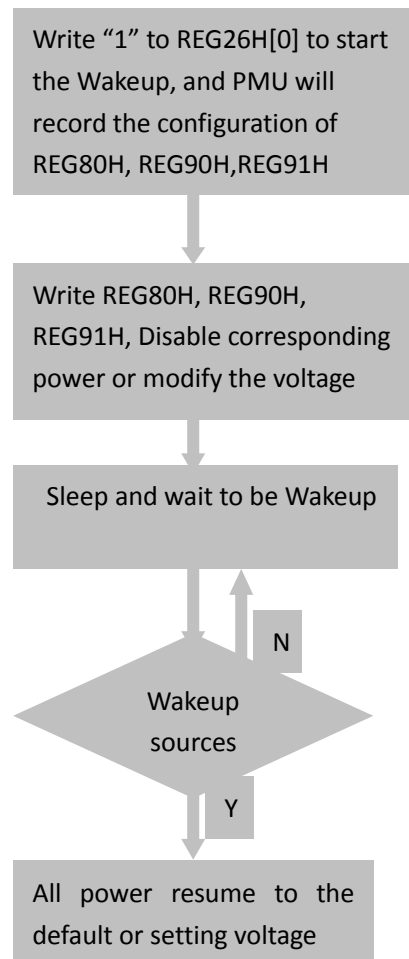 Write “1” to REG26H[0] to start
the Wakeup, and PMU will
record the configuration of
REG80H, REG90H,REG91H
Write REG80H, REG90H,
REG91H, Disable corresponding
power or modify the voltage
Sleep and wait to be Wakeup
N
Wakeup
sources
Y
All power resume to the
default or setting voltage